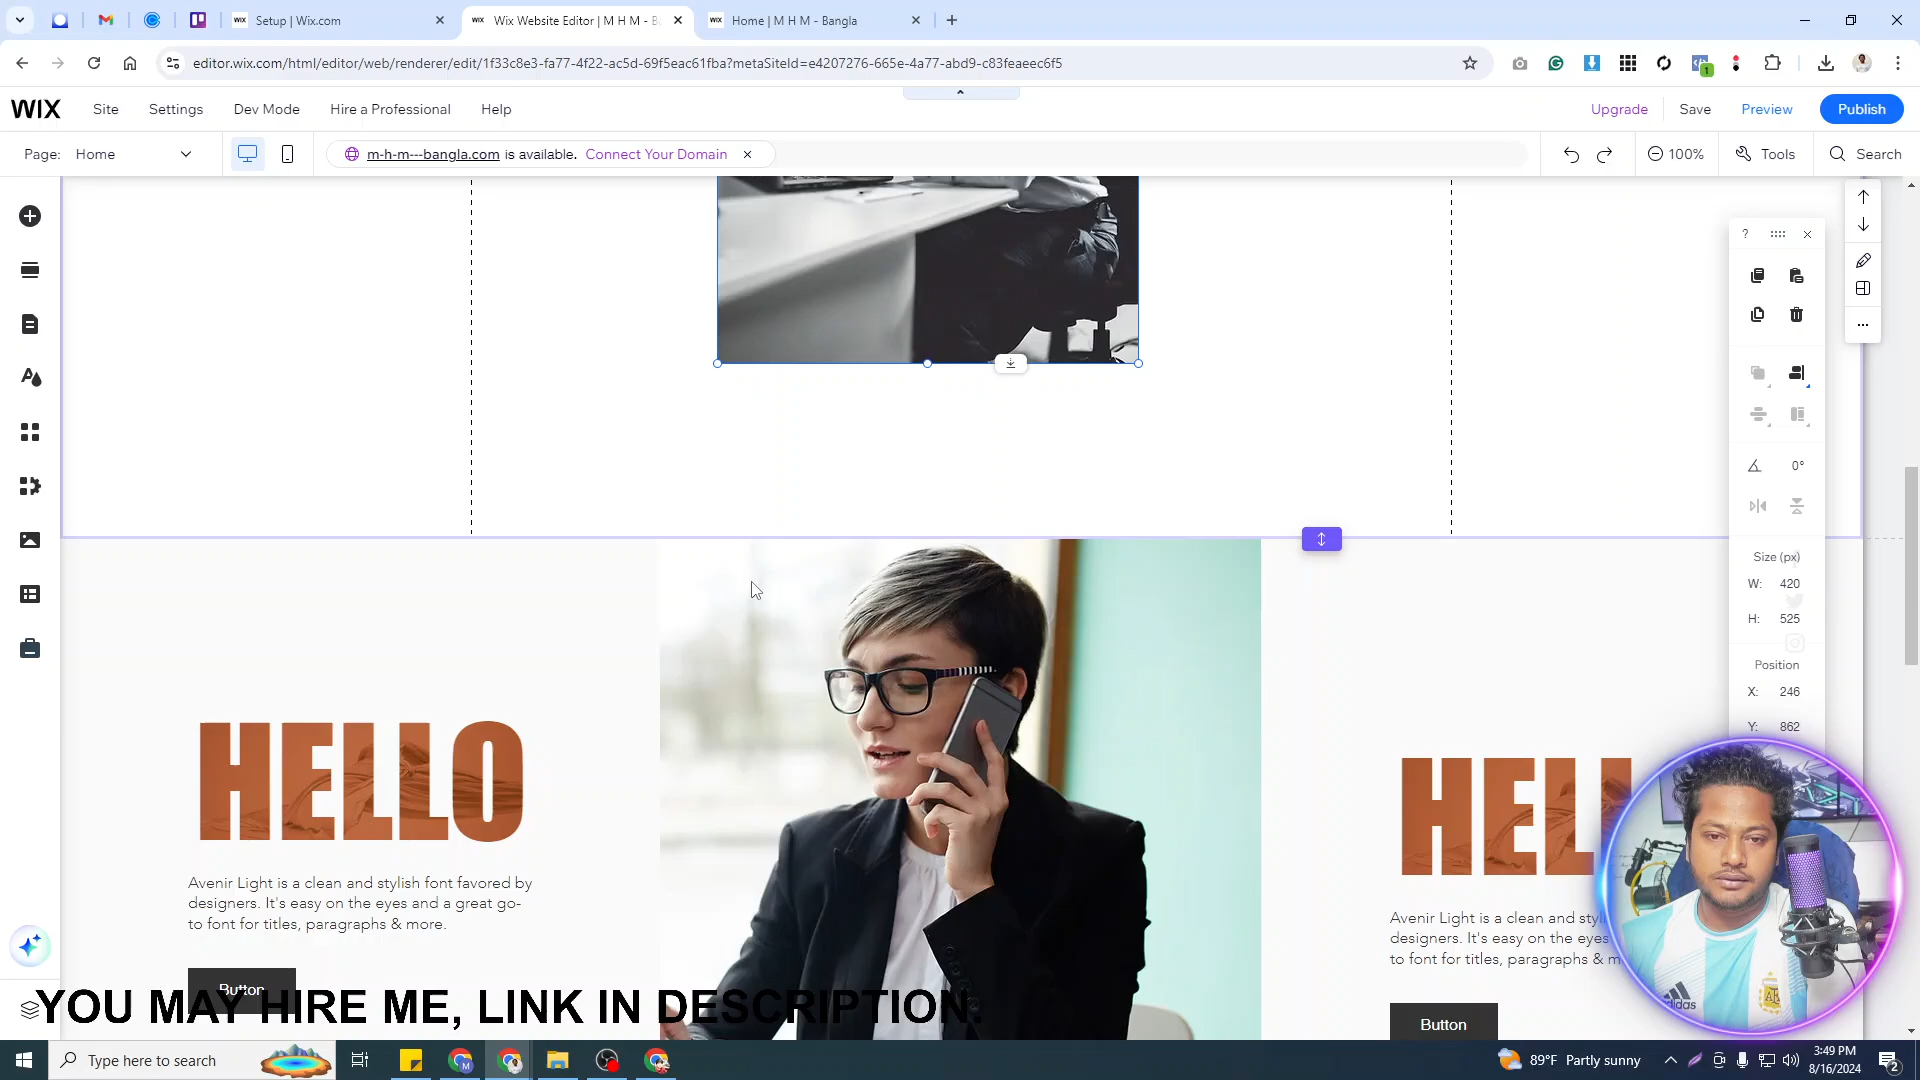 Setup | Wix.com
WIX Wix Website Editor | M H M - B
WIX Home | M H M - Bangla
editor.wix.com/html/editor/web/renderer/edit/1f33c8e3-fa77-4f22-ac5d-69f5eac61fba?metaSiteId=e4207276-665e-4a77-abd9-c83feaeec6f5
WIX Site Settings Dev Mode Hire a Professional Help Upgrade Save Preview Publish
Page: Home m-h-m---bangla.com is available. Connect Your Domain 100% Tools Search
?
0°
Size (px)
W: 420
H: 525
Position
X: 246
Y: 862
HELLO
Avenir Light is a clean and stylish font favored by
designers. It's easy on the eyes and a great go-
to font for titles, paragraphs & more.
Button
HELL
Avenir Light is a clean and
designers. It's easy on the eyes
to font for titles, paragraphs &
Button
adidas
AFA
YOU MAY HIRE ME, LINK IN DESCRIPTION.
Type here to search
89°F Partly sunny
3:49 PM
8/16/2024
2